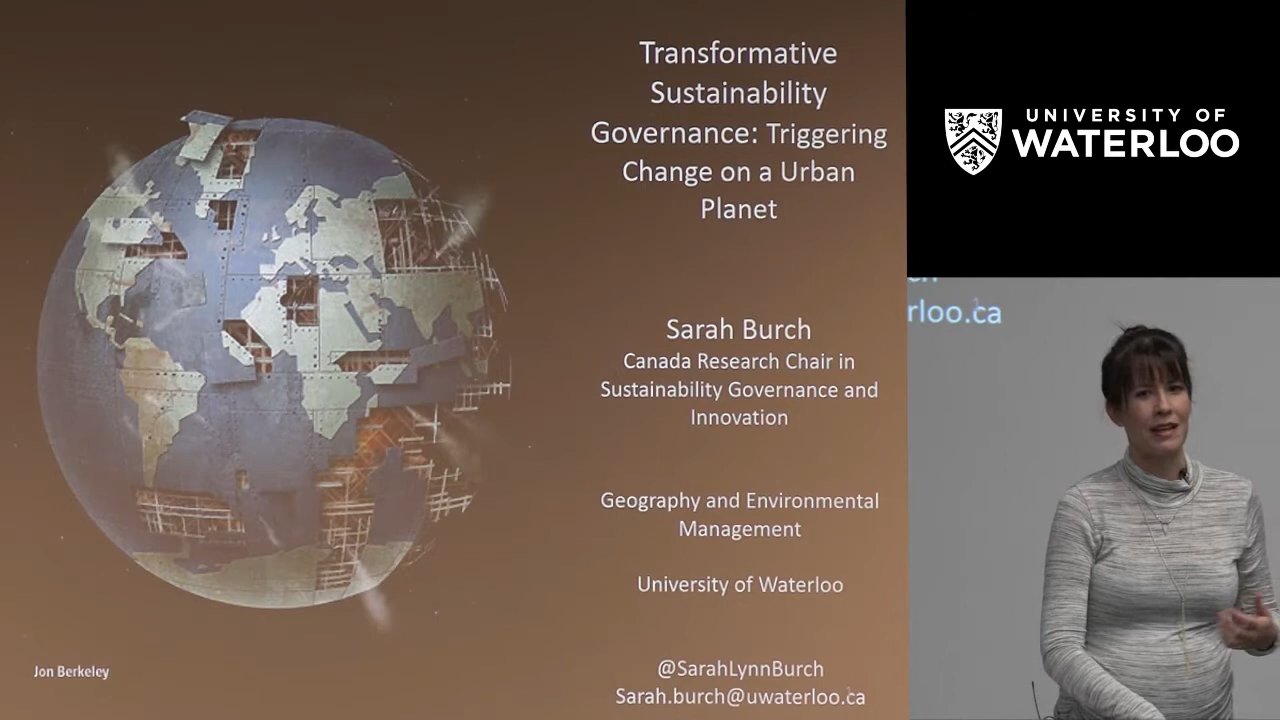 Transformative
Sustainability
Governance: Triggering
Change on a Urban
Planet
Sarah Burch
Canada Research Chair in
Sustainability Governance and
Innovation
Geography and Environmental
Management
University of Waterloo
@SarahLynnBurch
Sarah.burch@uwaterloo.ca
Jon Berkeley
UNIVERSITY OF
WATERLOO
rloo.ca